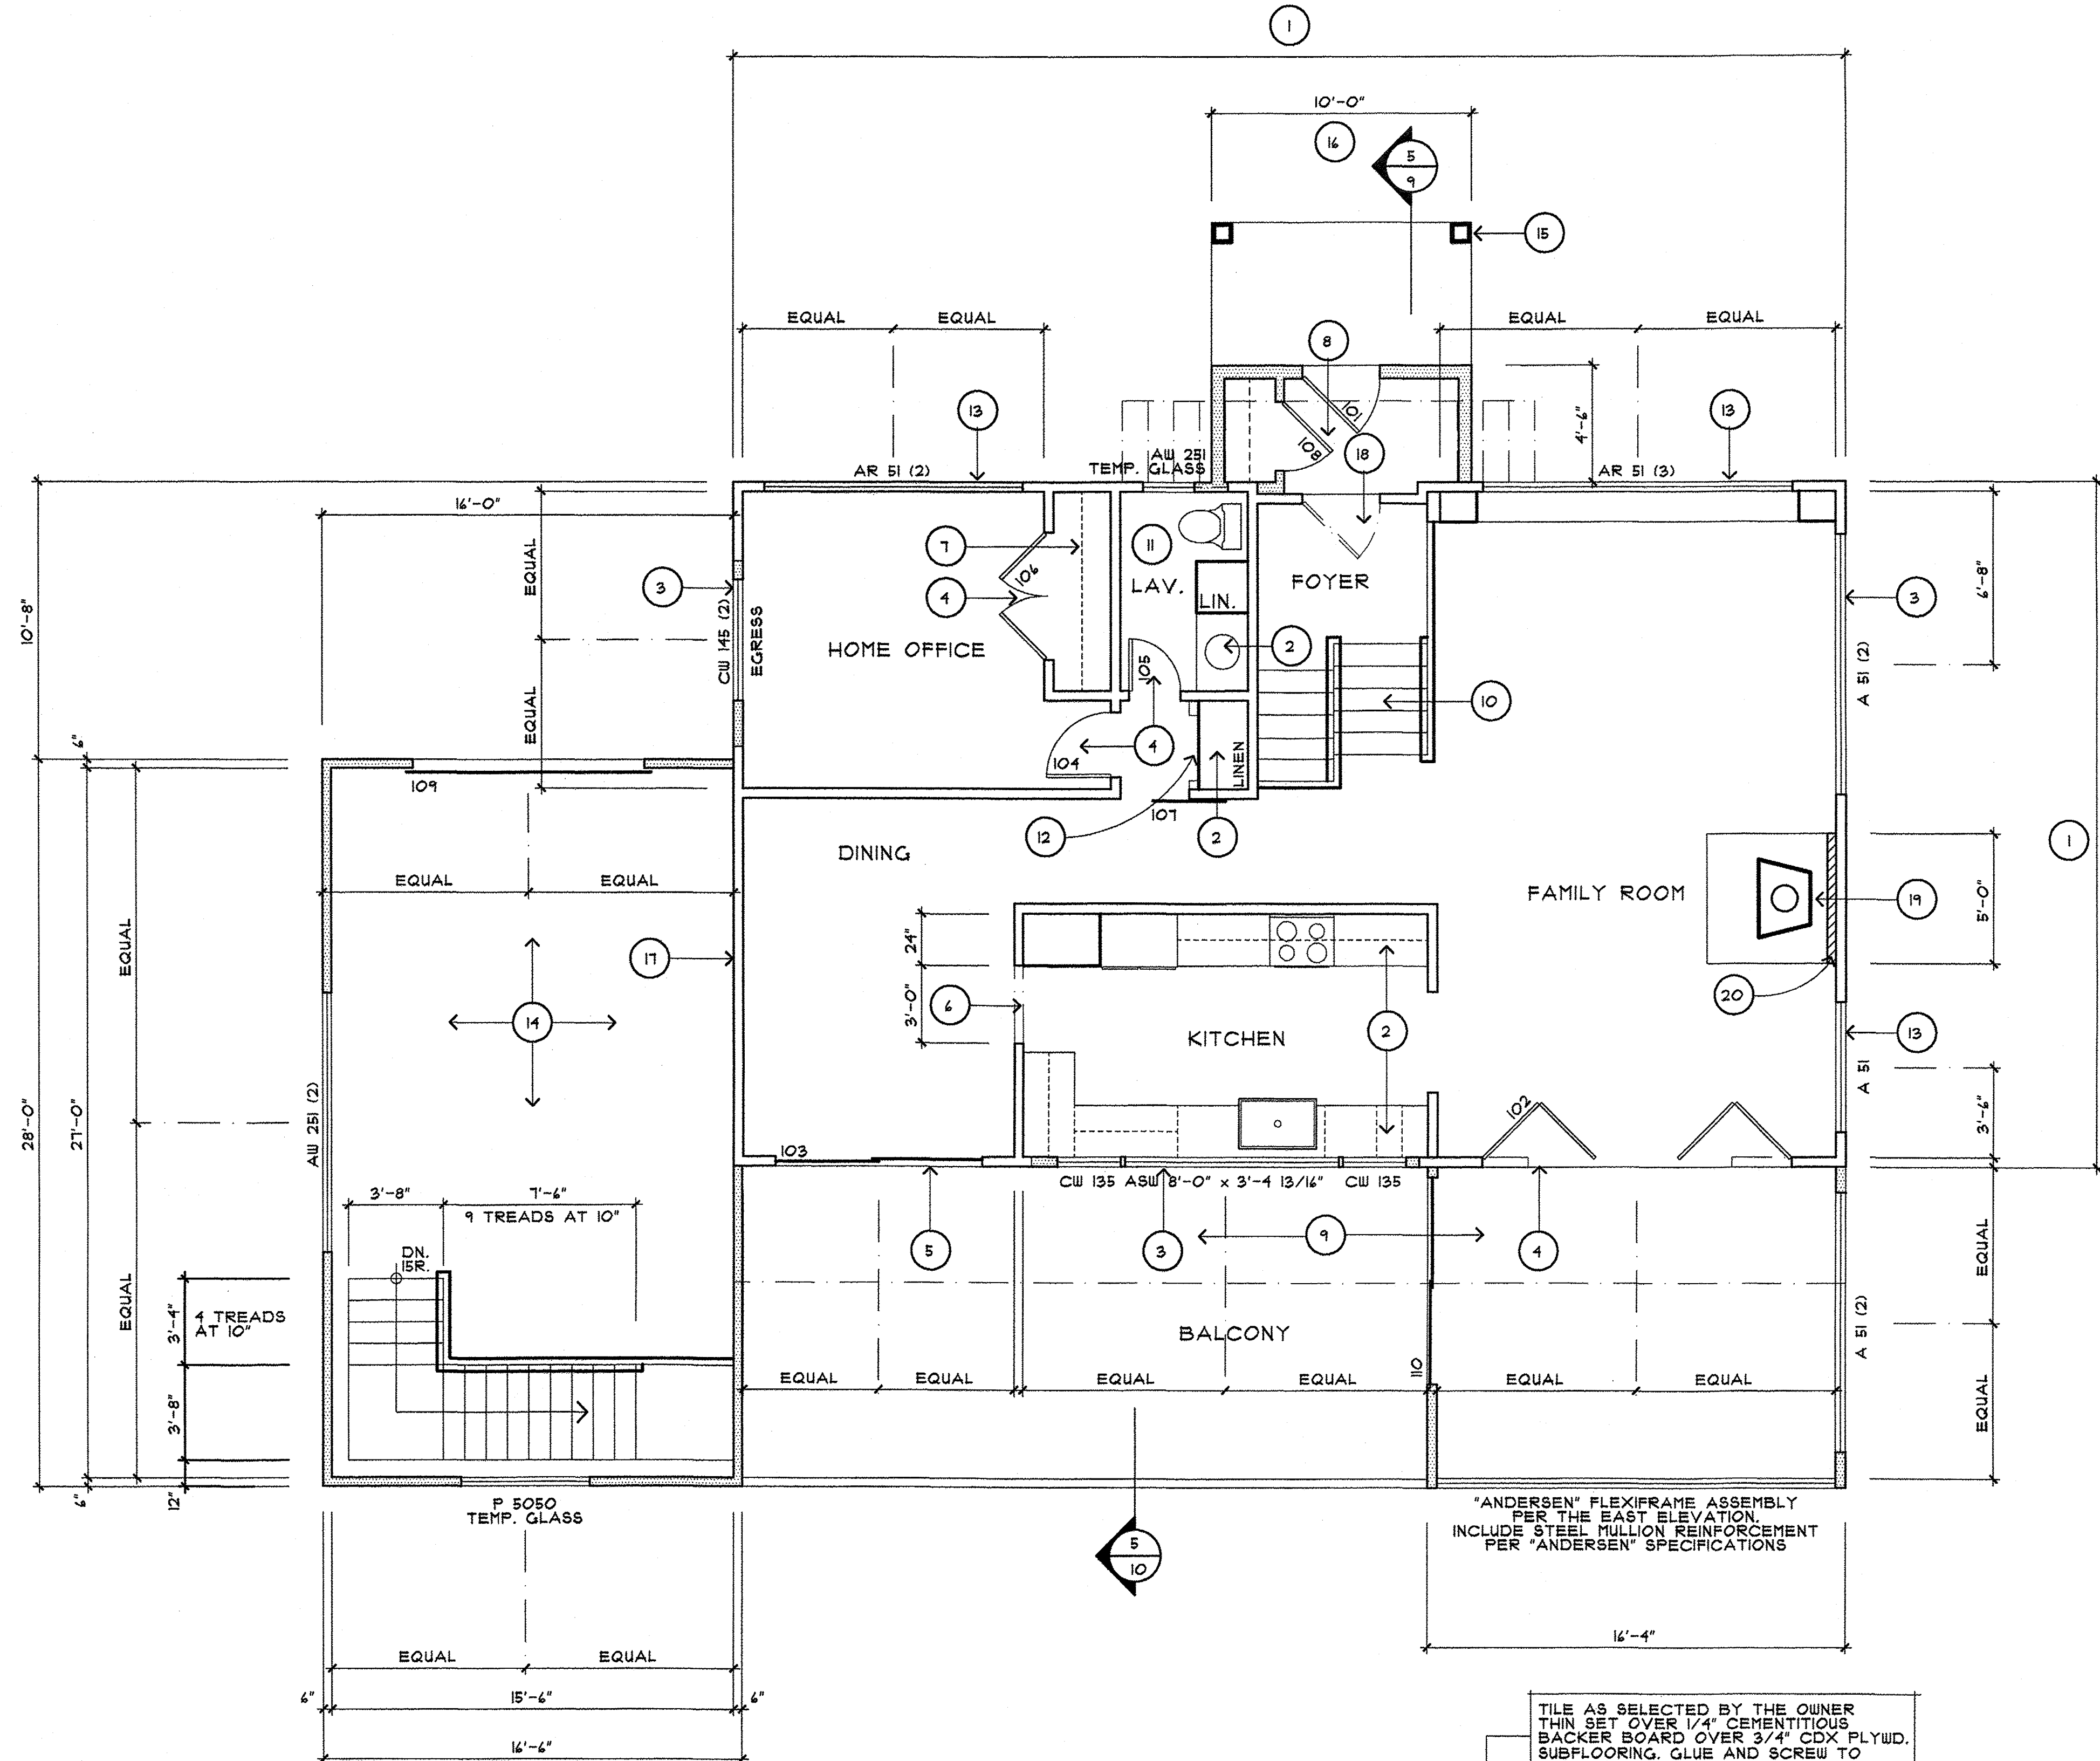 1
10'-0"
16
5
9
15
EQUAL
EQUAL
EQUAL
EQUAL
8
13
101
4'-6"
13
108
18
AR 51 (2)
AW 251
TEMP. GLASS
AR 51 (3)
16'-0"
7
11
EQUAL
3
106
LAV.
FOYER
3
6'-8"
10'-8"
4
LIN.
CW 145 (2)
EGRESS
HOME OFFICE
105
2
A 51 (2)
EQUAL
10
6"
4
104
LINEN
109
107
12
2
1
DINING
EQUAL
EQUAL
FAMILY ROOM
19
5'-0"
24"
EQUAL
17
20
6
3'-0"
14
KITCHEN
2
13
A 51
28'-0"
27'-0"
AW 251 (2)
102
3'-6"
103
3'-8"
7'-6"
9 TREADS AT 10"
CW 135 ASW 8'-0" x 3'-4 13/16" CW 135
5
3
9
4
EQUAL
DN.
15R.
EQUAL
3'-4"
4 TREADS
AT 10"
BALCONY
A 51 (2)
110
EQUAL
EQUAL
EQUAL
EQUAL
EQUAL
EQUAL
EQUAL
3'-8"
6"
12"
P 5050
TEMP. GLASS
"ANDERSEN" FLEXIFRAME ASSEMBLY
PER THE EAST ELEVATION.
INCLUDE STEEL MULLION REINFORCEMENT
PER "ANDERSEN" SPECIFICATIONS
5
10
16'-4"
EQUAL
EQUAL
6"
15'-6"
6"
16'-6"
TILE AS SELECTED BY THE OWNER
THIN SET OVER 1/4" CEMENTITIOUS
BACKER BOARD OVER 3/4" CDX PLYWD.
SUBFLOORING. GLUE AND SCREW TO